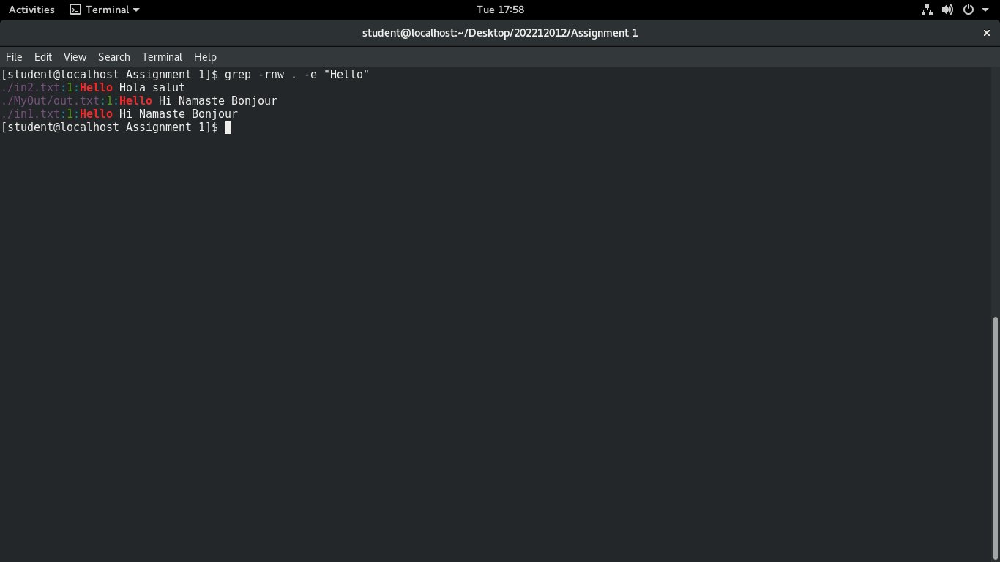 Activities Terminal Tue 17:58
student@localhost:~/Desktop/202212012/Assignment 1
File Edit View Search Terminal Help
[student@localhost Assignment 1]$ grep -rnw . -e "Hello"
./in2.txt:1:Hello Hola salut
./MyOut/out.txt:1:Hello Hi Namaste Bonjour
./in1.txt:1:Hello Hi Namaste Bonjour
[student@localhost Assignment 1]$